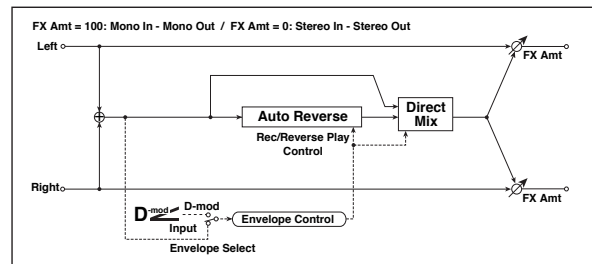 FX Amt = 100: Mono In - Mono Out / FX Amt = 0: Stereo In - Stereo Out
Left
FX Amt
Auto Reverse
Direct
Mix
Rec/Reverse Play
Control
Right
FX Amt
D-mod
D-mod
Input
Envelope Control
Envelope Select